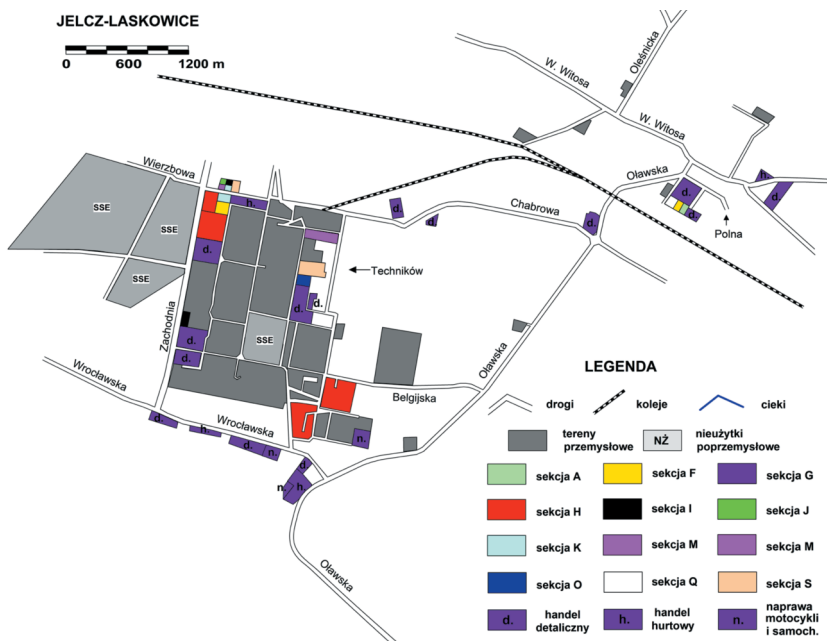 JELCZ-LASKOWICE
0 600 1200 m
Oleśnicka
W. Witosa
W. Witosa
Wierzbowa
Oławska
h.
d.
d.
d.
Polna
SSE
SSE
SSE
h.
d.
d.
d.
Chabrowa
d.
Techników
d.
d.
Zachodnia
SSE
d.
d.
Oławska
Wrocławska
Belgijska
Wrocławska
d.
h.
d.
n.
n.
d.
n.
h.
Oławska
LEGENDA
drogi
koleje
cieki
tereny
przemysłowe
NŻ
nieużytki
poprzemysłowe
sekcja A
sekcja F
sekcja G
sekcja H
sekcja I
sekcja J
sekcja K
sekcja M
sekcja M
sekcja O
sekcja Q
sekcja S
d.
handel
detaliczny
h.
handel
hurtowy
n.
naprawa
motocykli
i samoch.